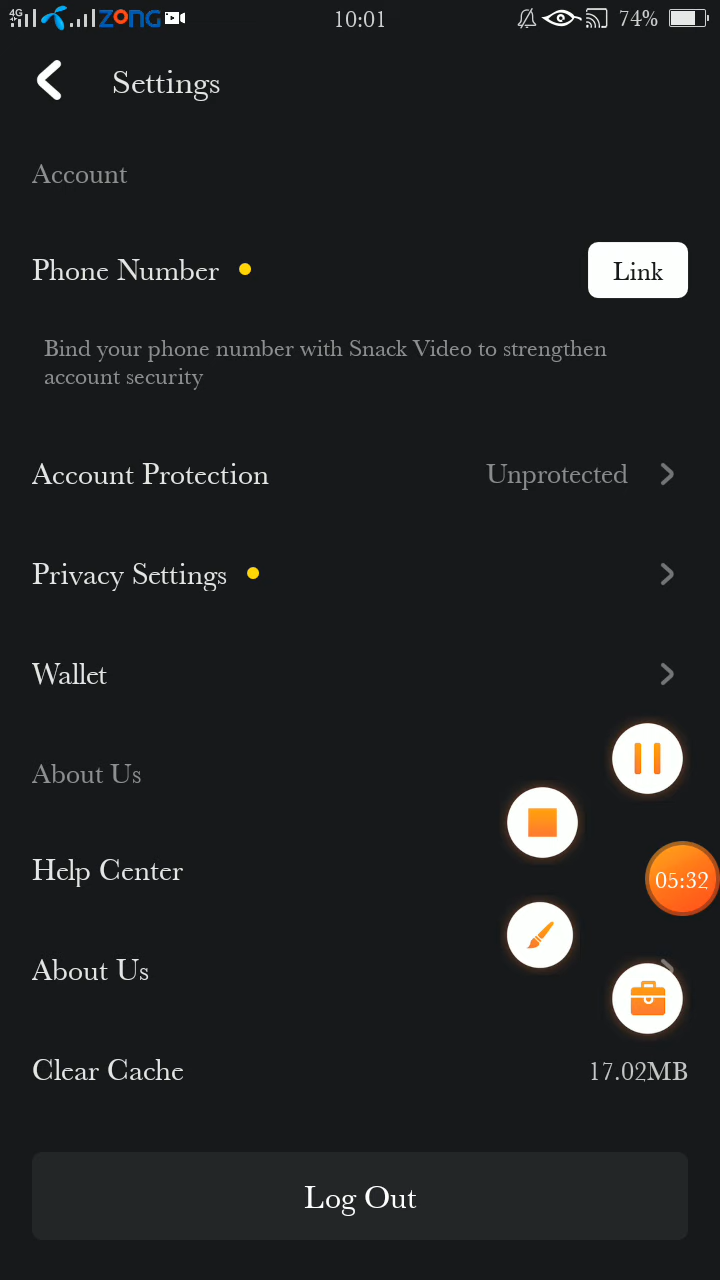 4G ZONG 10:01 74%
Settings
Account
Phone Number Link
Bind your phone number with Snack Video to strengthen
account security
Account Protection Unprotected
Privacy Settings
Wallet
About Us
Help Center
05:32
About Us
Clear Cache 17.02MB
Log Out